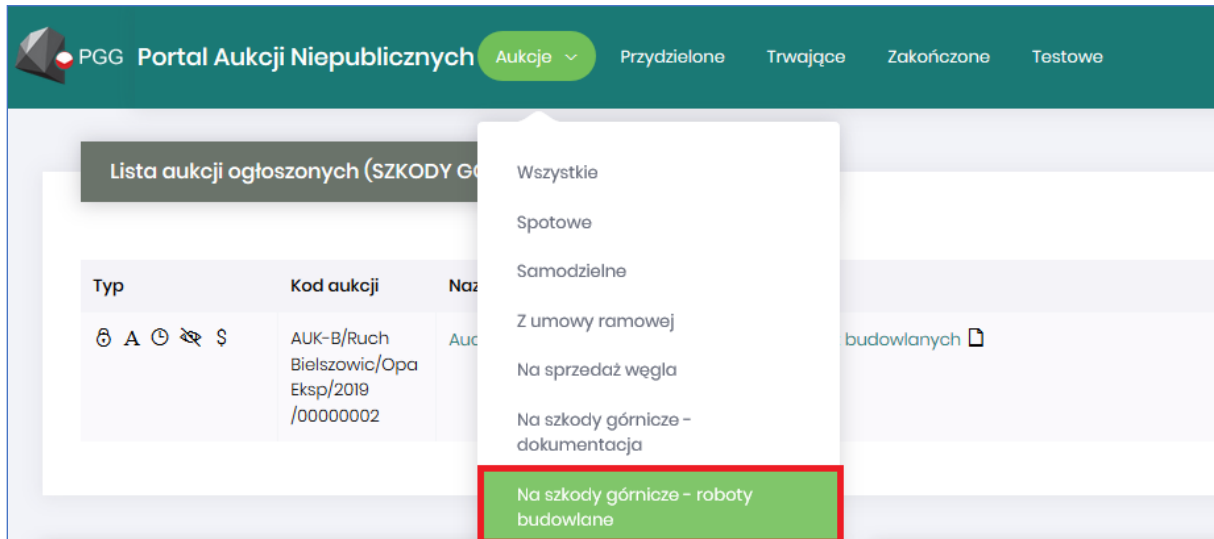 PGG Portal Aukcji Niepublicznych Aukcje Przydzielone Trwające Zakończone Testowe
Lista aukcji ogłoszonych (SZKODY
Wszystkie
Spotowe
Samodzielne
Z umowy ramowej
Na sprzedaż węgla
Na szkody górnicze -
dokumentacja
Na szkody górnicze - roboty
budowlane
Typ Kod aukcji
A $ AUK-B/Ruch budowlanych
Bielszowic/Opa
Eksp/2019
/00000002